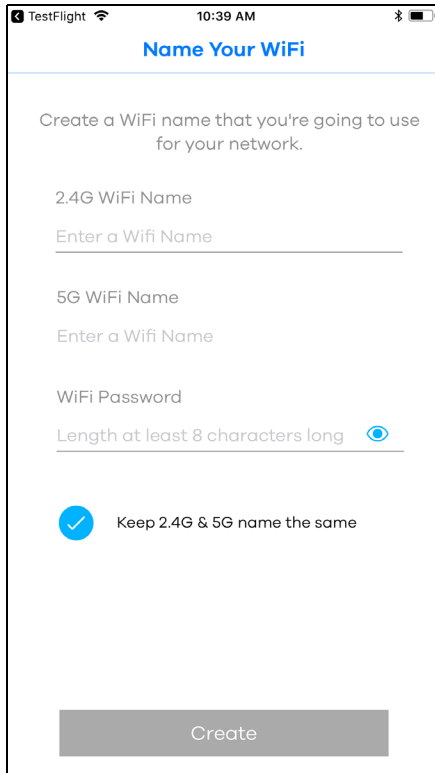 TestFlight 10:39 AM
Name Your WiFi
Create a WiFi name that you're going to use
for your network.
2.4G WiFi Name
Enter a Wifi Name
5G WiFi Name
Enter a Wifi Name
WiFi Password
Length at least 8 characters long
Keep 2.4G & 5G name the same
Create